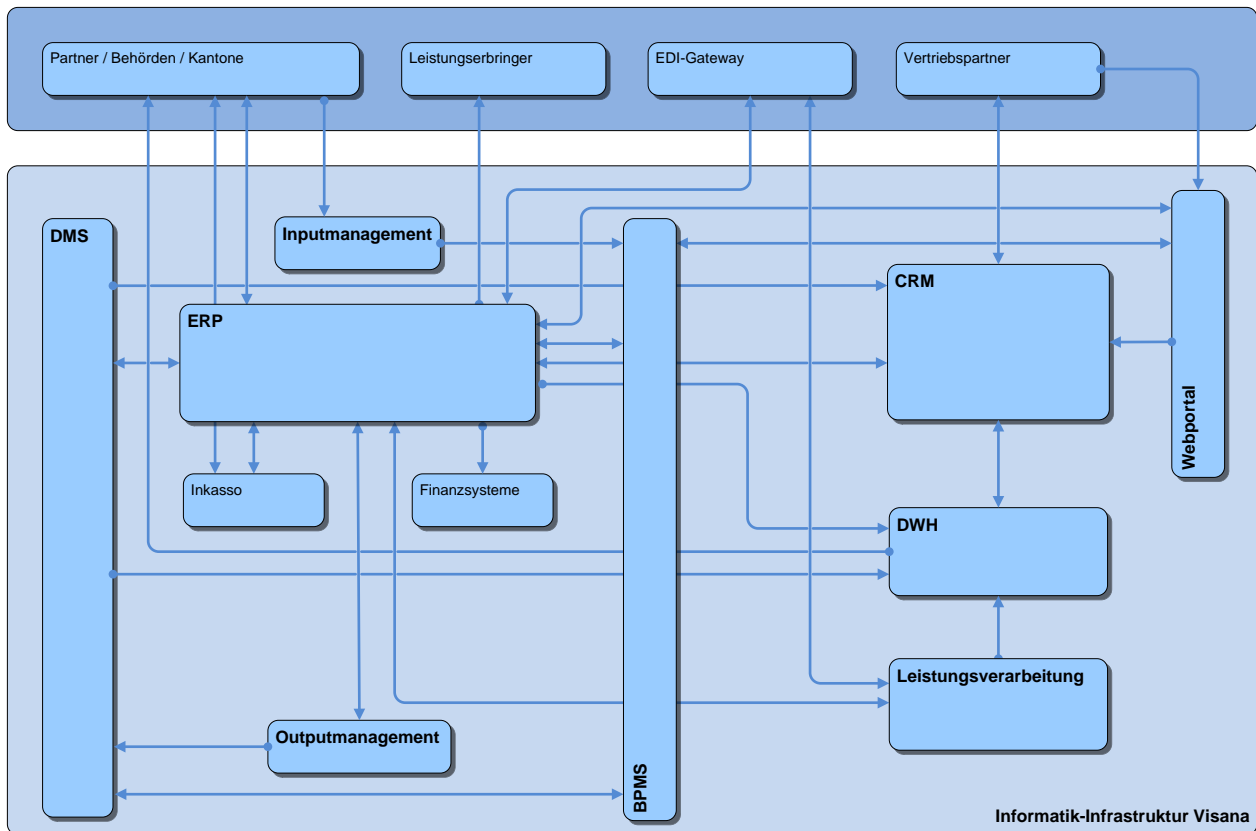 Partner / Behörden / Kantone
Leistungserbringer
EDI-Gateway
Vertriebspartner
DMS
Inputmanagement
CRM
ERP
Webportal
Inkasso
Finanzsysteme
DWH
Leistungsverarbeitung
Outputmanagement
BPMS
Informatik-Infrastruktur Visana